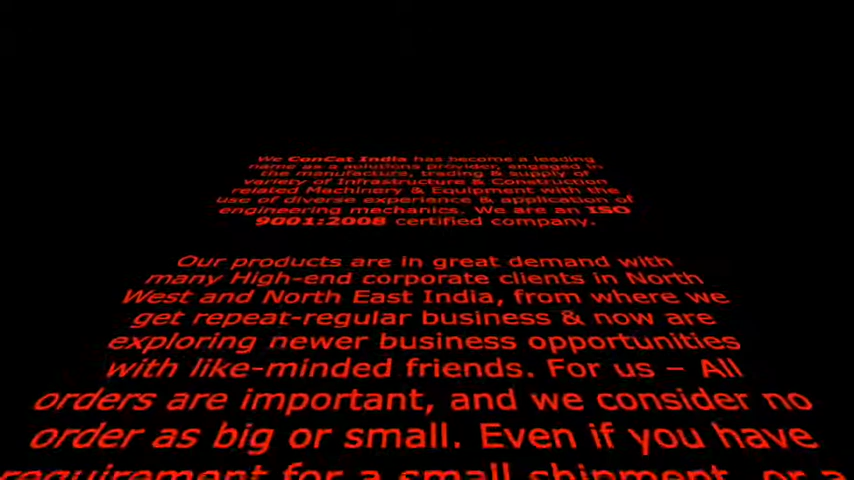 We ConCat India has become a leading
name as a solutions provider, engaged in
the manufacture, trading & supply of
variety of Infrastructure & Construction
related Machinery & Equipment with the
use of diverse experience & application of
engineering mechanics. We are an ISO
9001:2008 certified company.
Our products are in great demand with
many High-end corporate clients in North
West and North East India, from where we
get repeat-regular business & now are
exploring newer business opportunities
with like-minded friends. For us – All
orders are important, and we consider no
order as big or small. Even if you have
requirement for a small shipment, or a